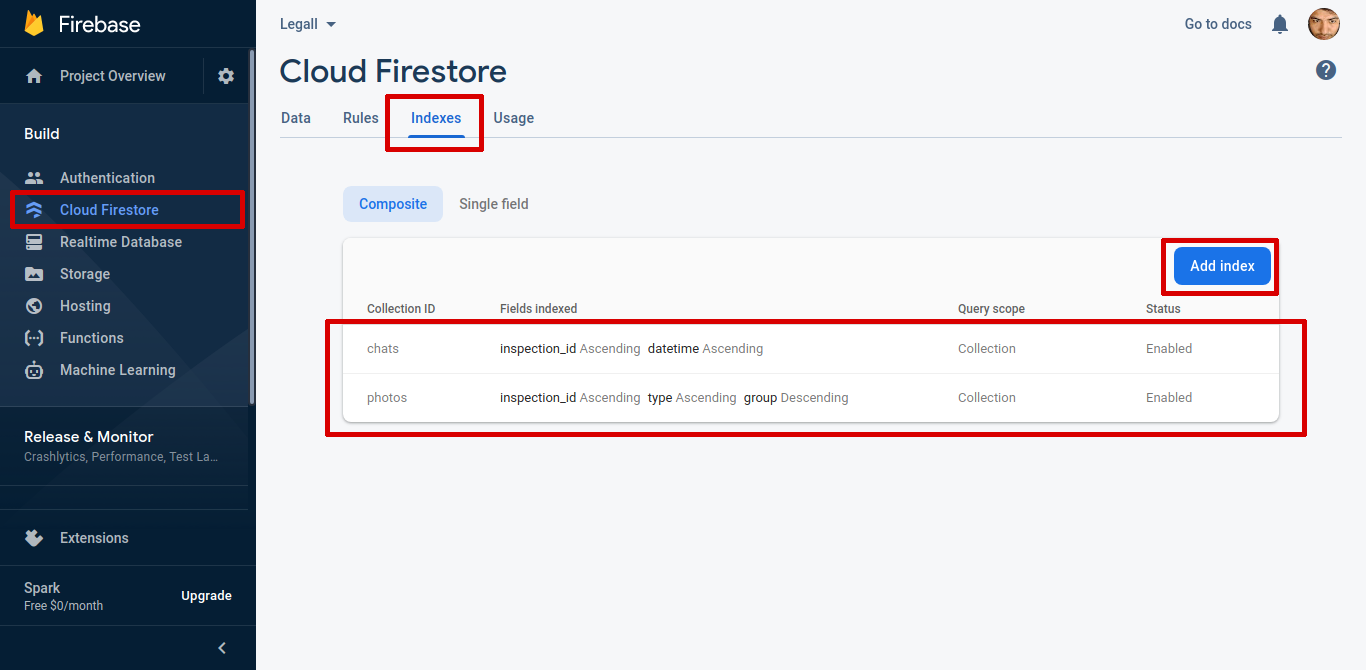 Firebase
Project Overview
Build
Authentication
Cloud Firestore
Realtime Database
Storage
Hosting
Functions
Machine Learning
Release & Monitor
Crashlytics, Performance, Test La...
Extensions
Spark
Free $0/month
Upgrade
Legall
Go to docs
Cloud Firestore
Data Rules Indexes Usage
Composite Single field
Add index
Collection ID Fields indexed Query scope Status
chats inspection_id Ascending datetime Ascending Collection Enabled
photos inspection_id Ascending type Ascending group Descending Collection Enabled